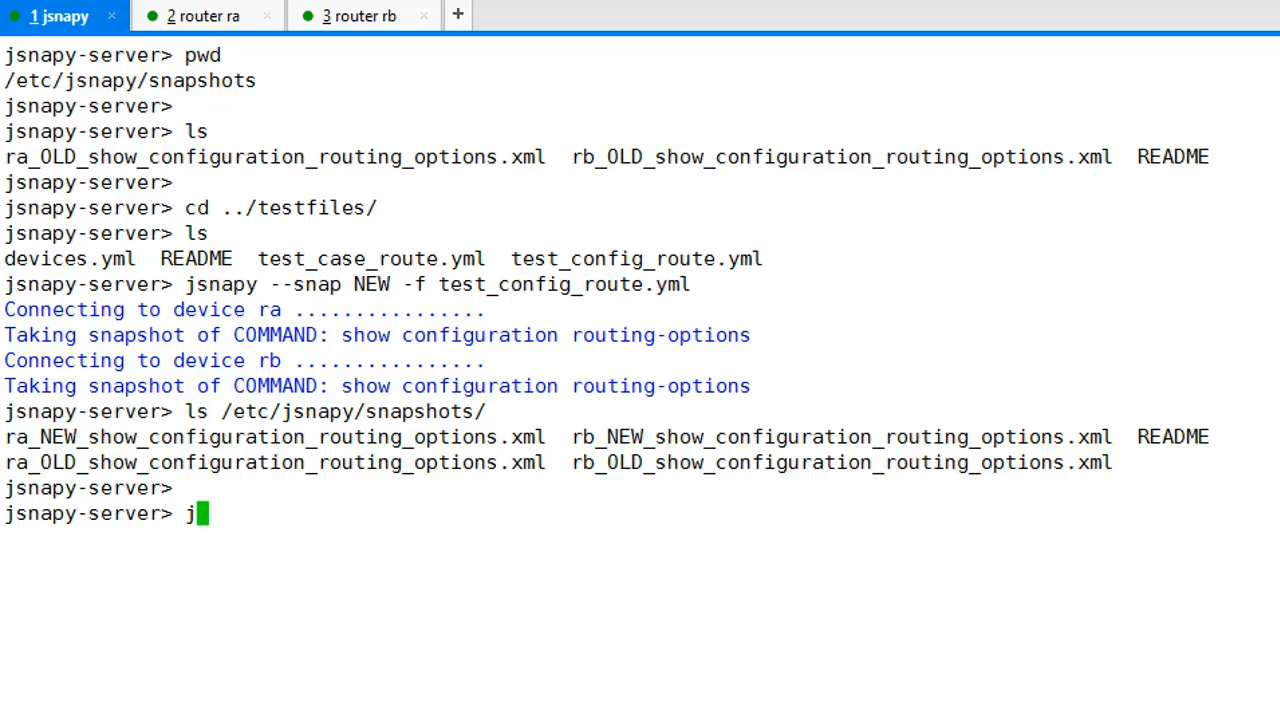 1 jsnapy × 2 router ra × 3 router rb × +
jsnapy-server> pwd
/etc/jsnapy/snapshots
jsnapy-server>
jsnapy-server> ls
ra_OLD_show_configuration_routing_options.xml rb_OLD_show_configuration_routing_options.xml README
jsnapy-server>
jsnapy-server> cd ../testfiles/
jsnapy-server> ls
devices.yml README test_case_route.yml test_config_route.yml
jsnapy-server> jsnapy --snap NEW -f test_config_route.yml
Connecting to device ra ................
Taking snapshot of COMMAND: show configuration routing-options
Connecting to device rb ................
Taking snapshot of COMMAND: show configuration routing-options
jsnapy-server> ls /etc/jsnapy/snapshots/
ra_NEW_show_configuration_routing_options.xml rb_NEW_show_configuration_routing_options.xml README
ra_OLD_show_configuration_routing_options.xml rb_OLD_show_configuration_routing_options.xml
jsnapy-server>
jsnapy-server> j